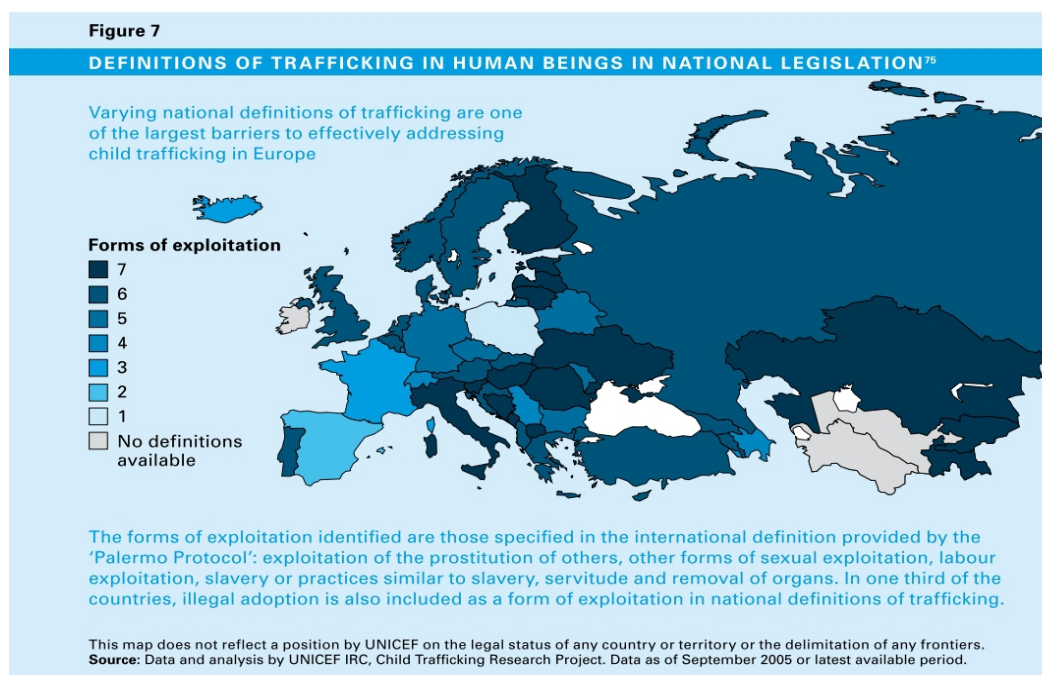 Figure 7
DEFINITIONS OF TRAFFICKING IN HUMAN BEINGS IN NATIONAL LEGISLATION⁷⁵
Varying national definitions of trafficking are one
of the largest barriers to effectively addressing
child trafficking in Europe
Forms of exploitation
7
6
5
4
3
2
1
No definitions
available
The forms of exploitation identified are those specified in the international definition provided by the
‘Palermo Protocol’: exploitation of the prostitution of others, other forms of sexual exploitation, labour
exploitation, slavery or practices similar to slavery, servitude and removal of organs. In one third of the
countries, illegal adoption is also included as a form of exploitation in national definitions of trafficking.
This map does not reflect a position by UNICEF on the legal status of any country or territory or the delimitation of any frontiers.
Source: Data and analysis by UNICEF IRC, Child Trafficking Research Project. Data as of September 2005 or latest available period.